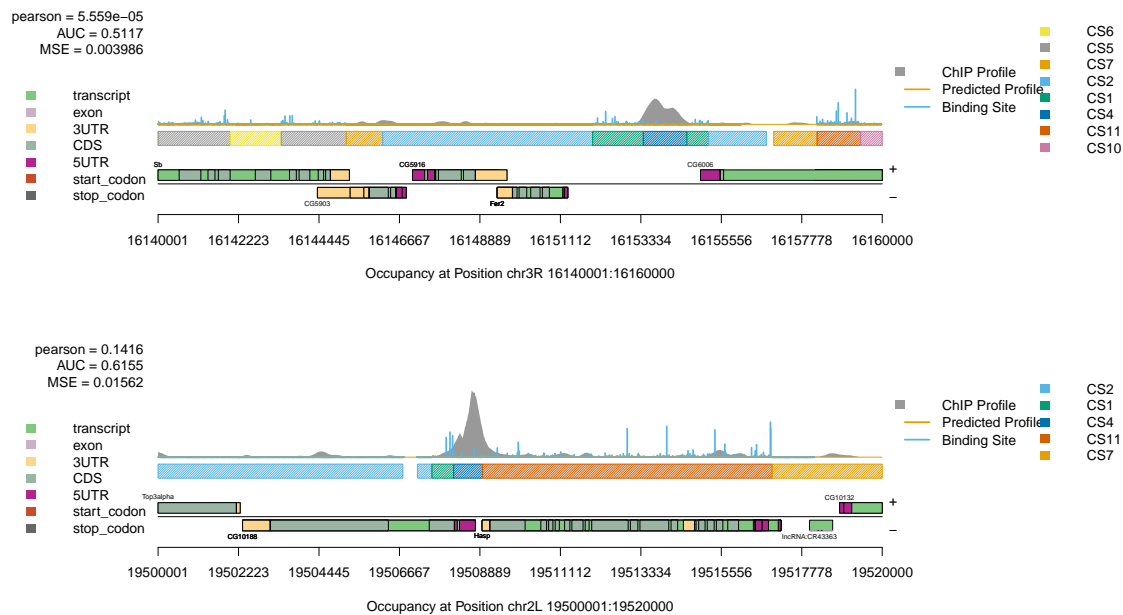 pearson = 5.559e−05
AUC = 0.5117
MSE = 0.003986
transcript
exon
3UTR
CDS
5UTR
start_codon
stop_codon
ChIP Profile
Predicted Profile
Binding Site
CS6
CS5
CS7
CS2
CS1
CS4
CS11
CS10
Sb
CG5916
CG6006
CG5903
Fer2
+
−
16140001 16142223 16144445 16146667 16148889 16151112 16153334 16155556 16157778 16160000
Occupancy at Position chr3R 16140001:16160000
pearson = 0.1416
AUC = 0.6155
MSE = 0.01562
transcript
exon
3UTR
CDS
5UTR
start_codon
stop_codon
ChIP Profile
Predicted Profile
Binding Site
CS2
CS1
CS4
CS11
CS7
Top3alpha
CG10132
CG10188
Hasp
lncRNA:CR43363
+
−
19500001 19502223 19504445 19506667 19508889 19511112 19513334 19515556 19517778 19520000
Occupancy at Position chr2L 19500001:19520000